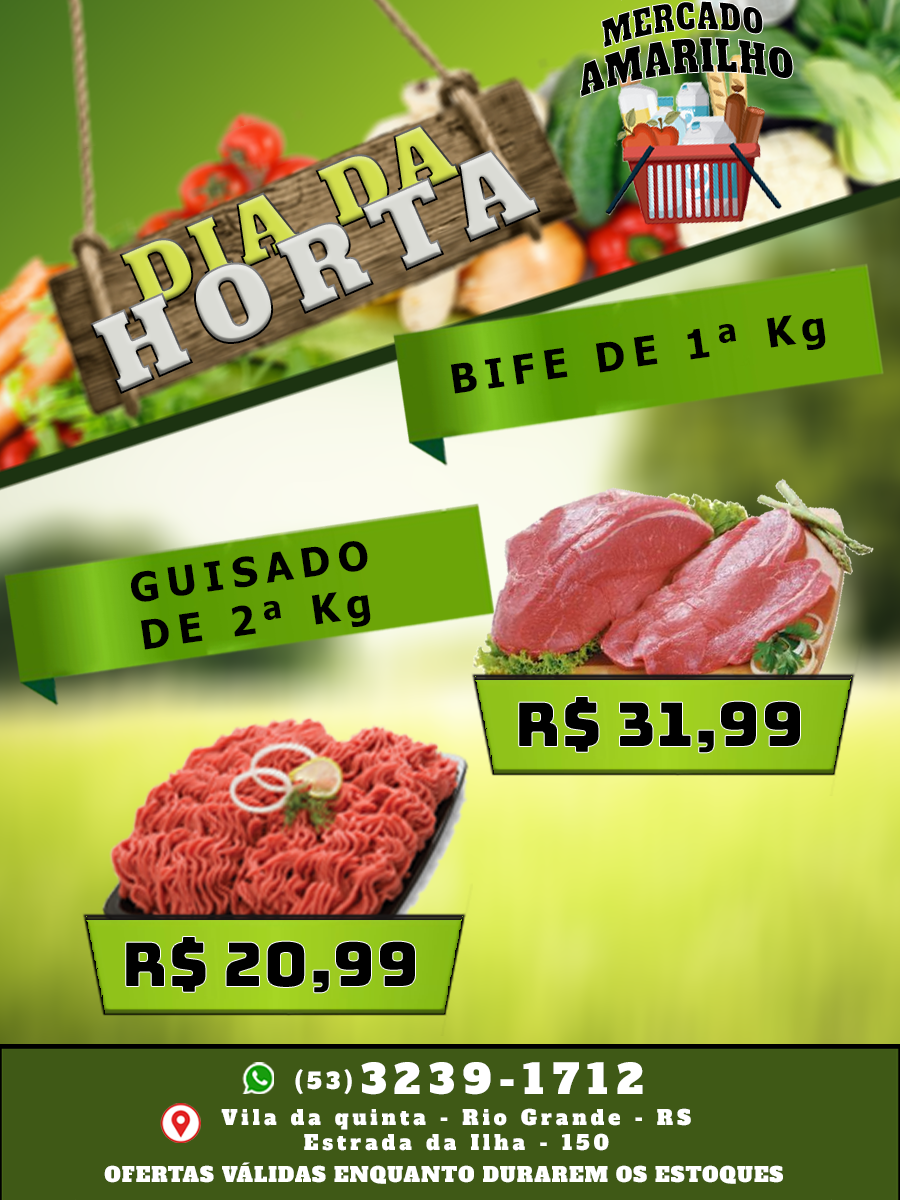 MERCADO
AMARILHO
DIA DA
HORTA
BIFE DE 1ª Kg
GUISADO
DE 2ª Kg
R$ 31,99
R$ 20,99
(53) 3239-1712
Vila da quinta - Rio Grande - RS
Estrada da Ilha - 150
OFERTAS VÁLIDAS ENQUANTO DURAREM OS ESTOQUES